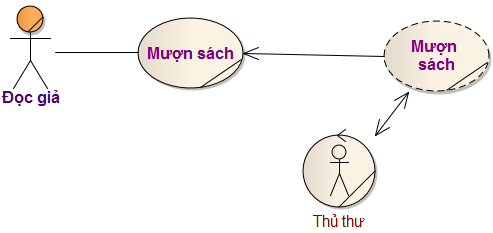 Mượn sách
Mượn
sách
Đọc giả
Thủ thư